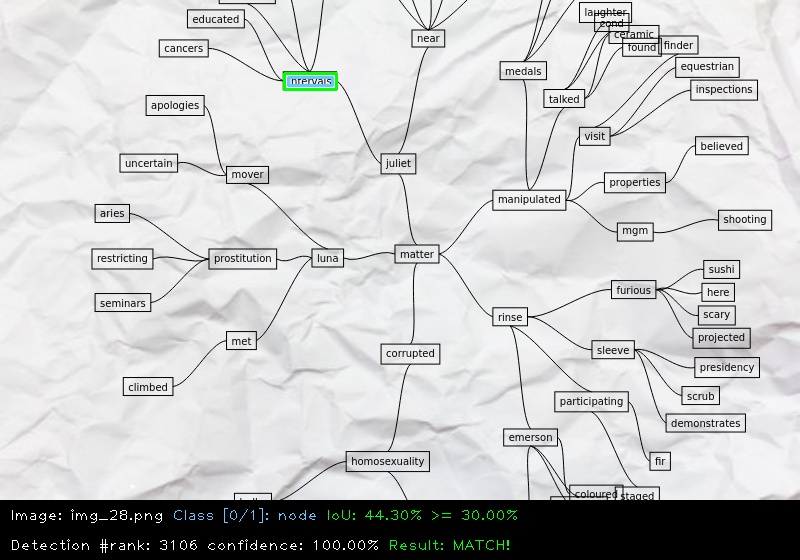 laughter
educated
ceramic
near
finder
cancers
found
equestrian
medals
inspections
talked
apologies
visit
believed
uncertain
juliet
mover
properties
manipulated
aries
shooting
mgm
restricting
prostitution
luna
matter
sushi
furious
here
seminars
scary
rinse
projected
met
sleeve
corrupted
presidency
climbed
scrub
participating
demonstrates
emerson
homosexuality
fir
coloured
staged
Image: img_28.png Class [0/1]: node IoU: 44.30% >= 30.00%
Detection #rank: 3106 confidence: 100.00% Result: MATCH!